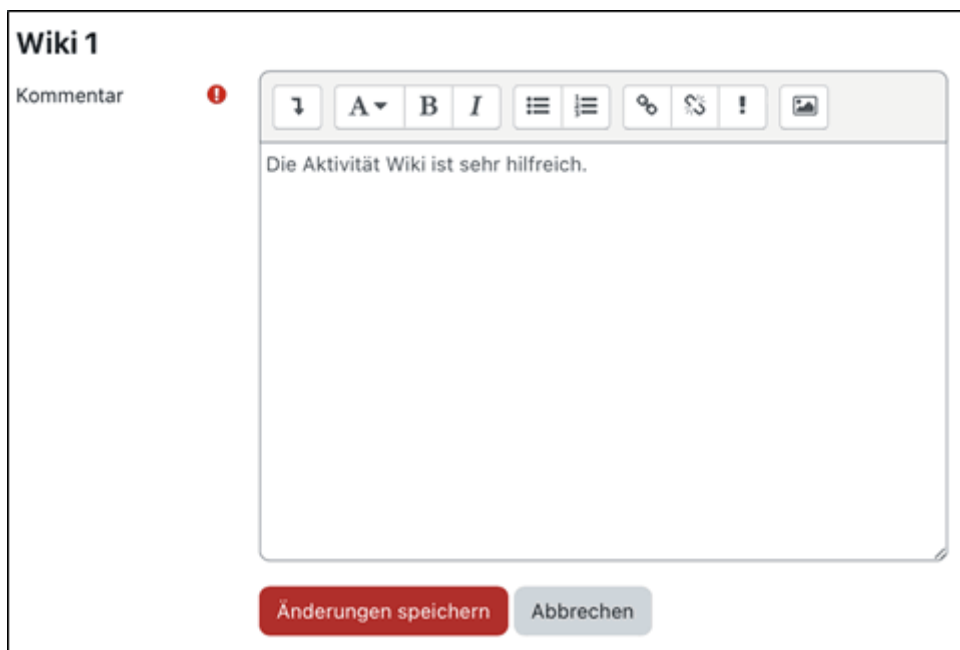 Wiki 1
Kommentar
A B I
Die Aktivität Wiki ist sehr hilfreich.
Änderungen speichern Abbrechen